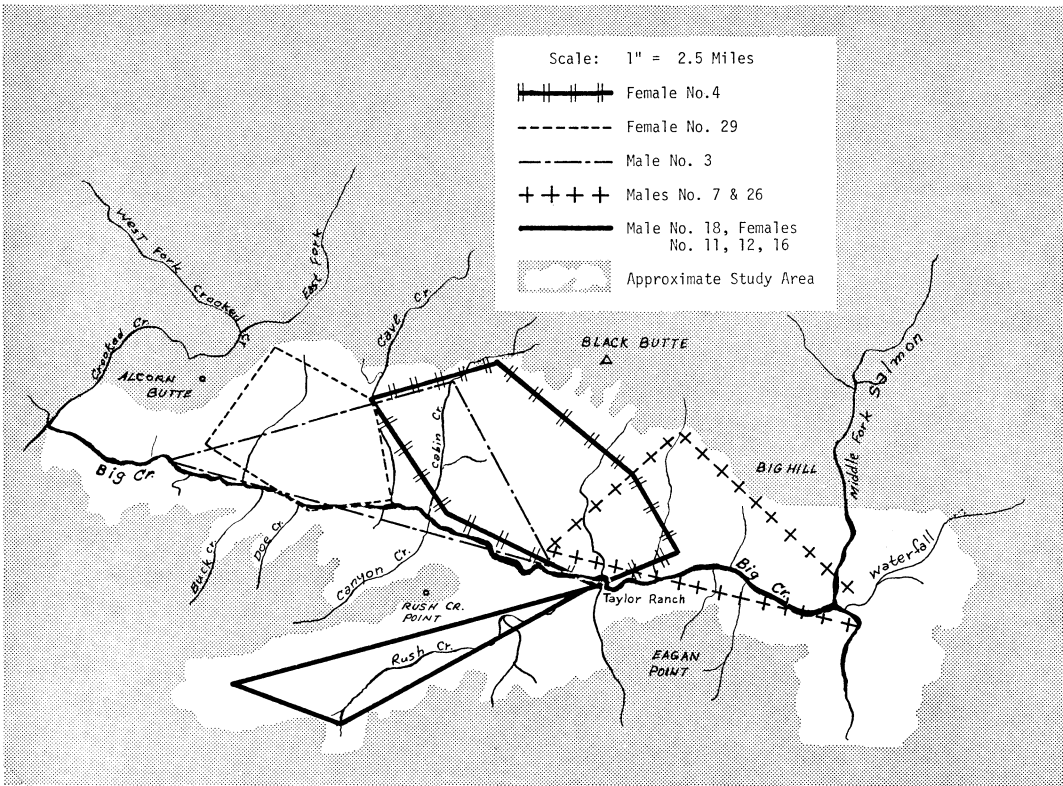 Scale: 1" = 2.5 Miles
Female No.4
Female No. 29
Male No. 3
Males No. 7 & 26
Male No. 18, Females
No. 11, 12, 16
Approximate Study Area
West Fork Crooked Cr.
East Fork
Crooked Cr.
Cave Cr.
ALCORN
BUTTE
BLACK BUTTE
Middle Fork Salmon
Cabin Cr.
BIG HILL
Big Cr.
Buck Cr.
Doe Cr.
Canyon Cr.
Big Cr.
Waterfall
RUSH CR.
POINT
Taylor Ranch
Rush Cr.
EAGAN
POINT